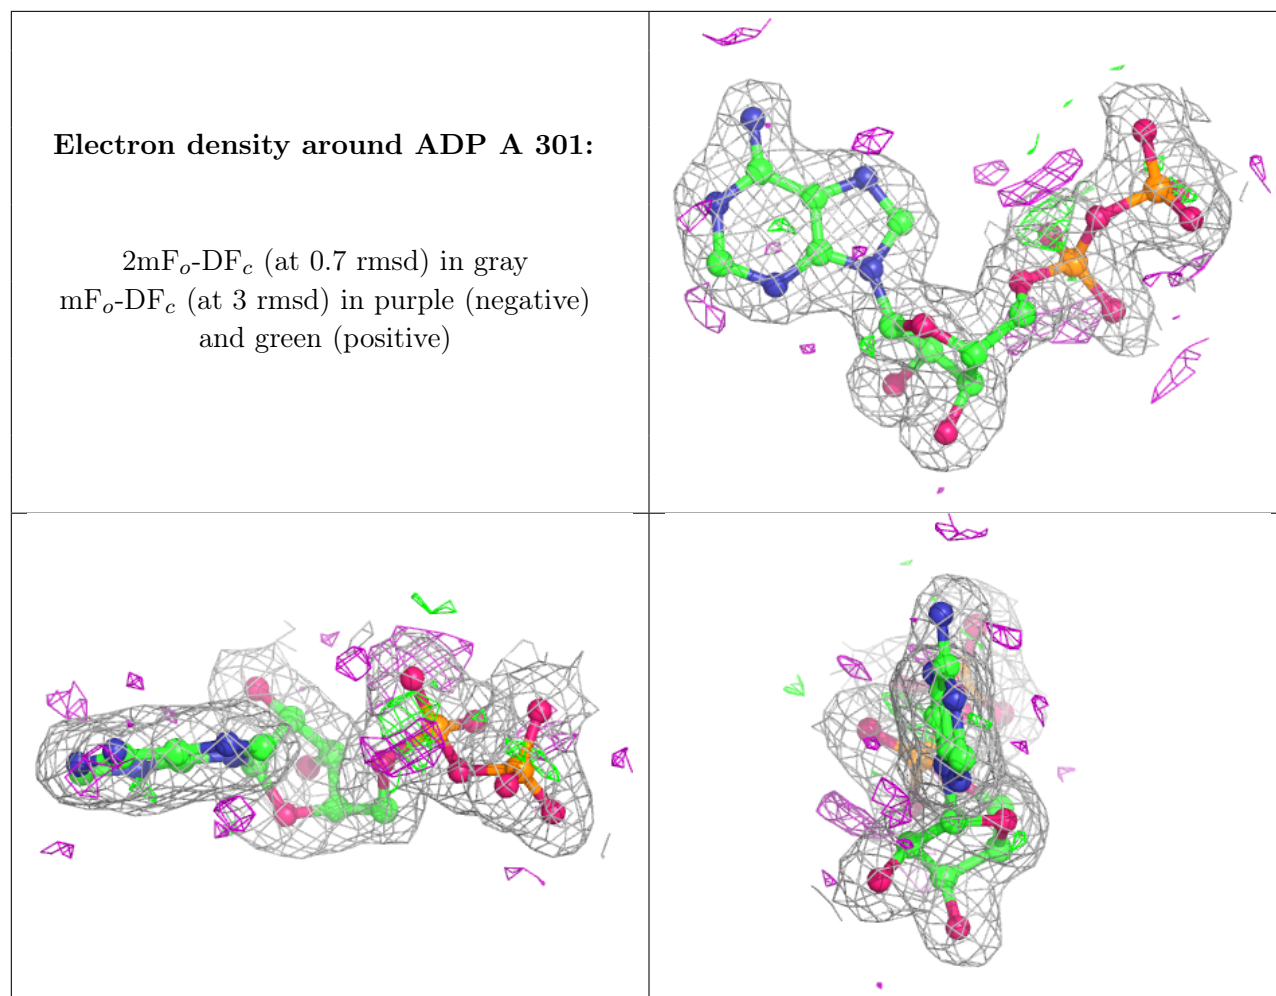 Electron density around ADP A 301:
2mFo-DFc (at 0.7 rmsd) in gray
mFo-DFc (at 3 rmsd) in purple (negative)
and green (positive)